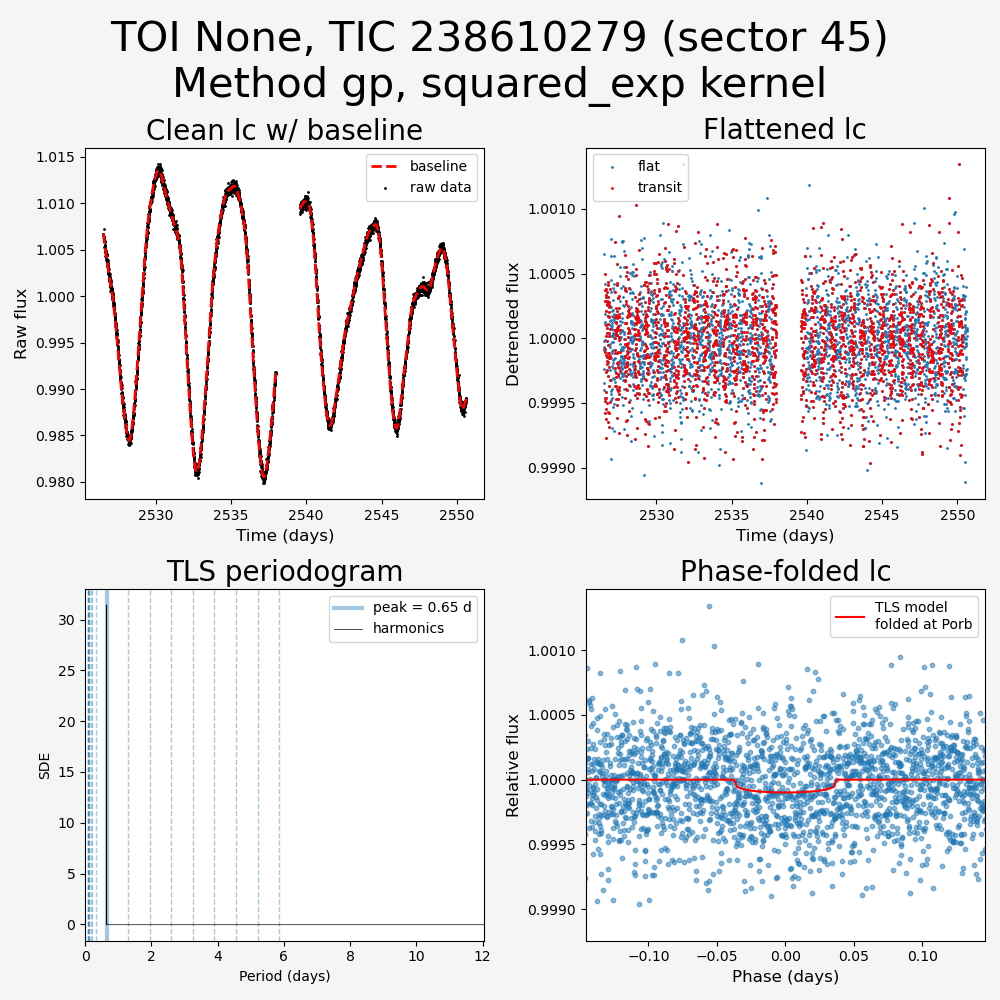 TOI None, TIC 238610279 (sector 45)
Method gp, squared_exp kernel
Clean lc w/ baseline
baseline
raw data
1.015
1.010
1.005
1.000
0.995
0.990
0.985
0.980
Raw flux
2530
2535
2540
2545
2550
Time (days)
Flattened lc
flat
transit
1.0010
1.0005
1.0000
0.9995
0.9990
Detrended flux
2530
2535
2540
2545
2550
Time (days)
TLS periodogram
peak = 0.65 d
harmonics
30
25
20
15
10
5
0
SDE
0
2
4
6
8
10
12
Period (days)
Phase-folded lc
TLS model
folded at Porb
1.0010
1.0005
1.0000
0.9995
0.9990
Relative flux
−0.10
−0.05
0.00
0.05
0.10
Phase (days)